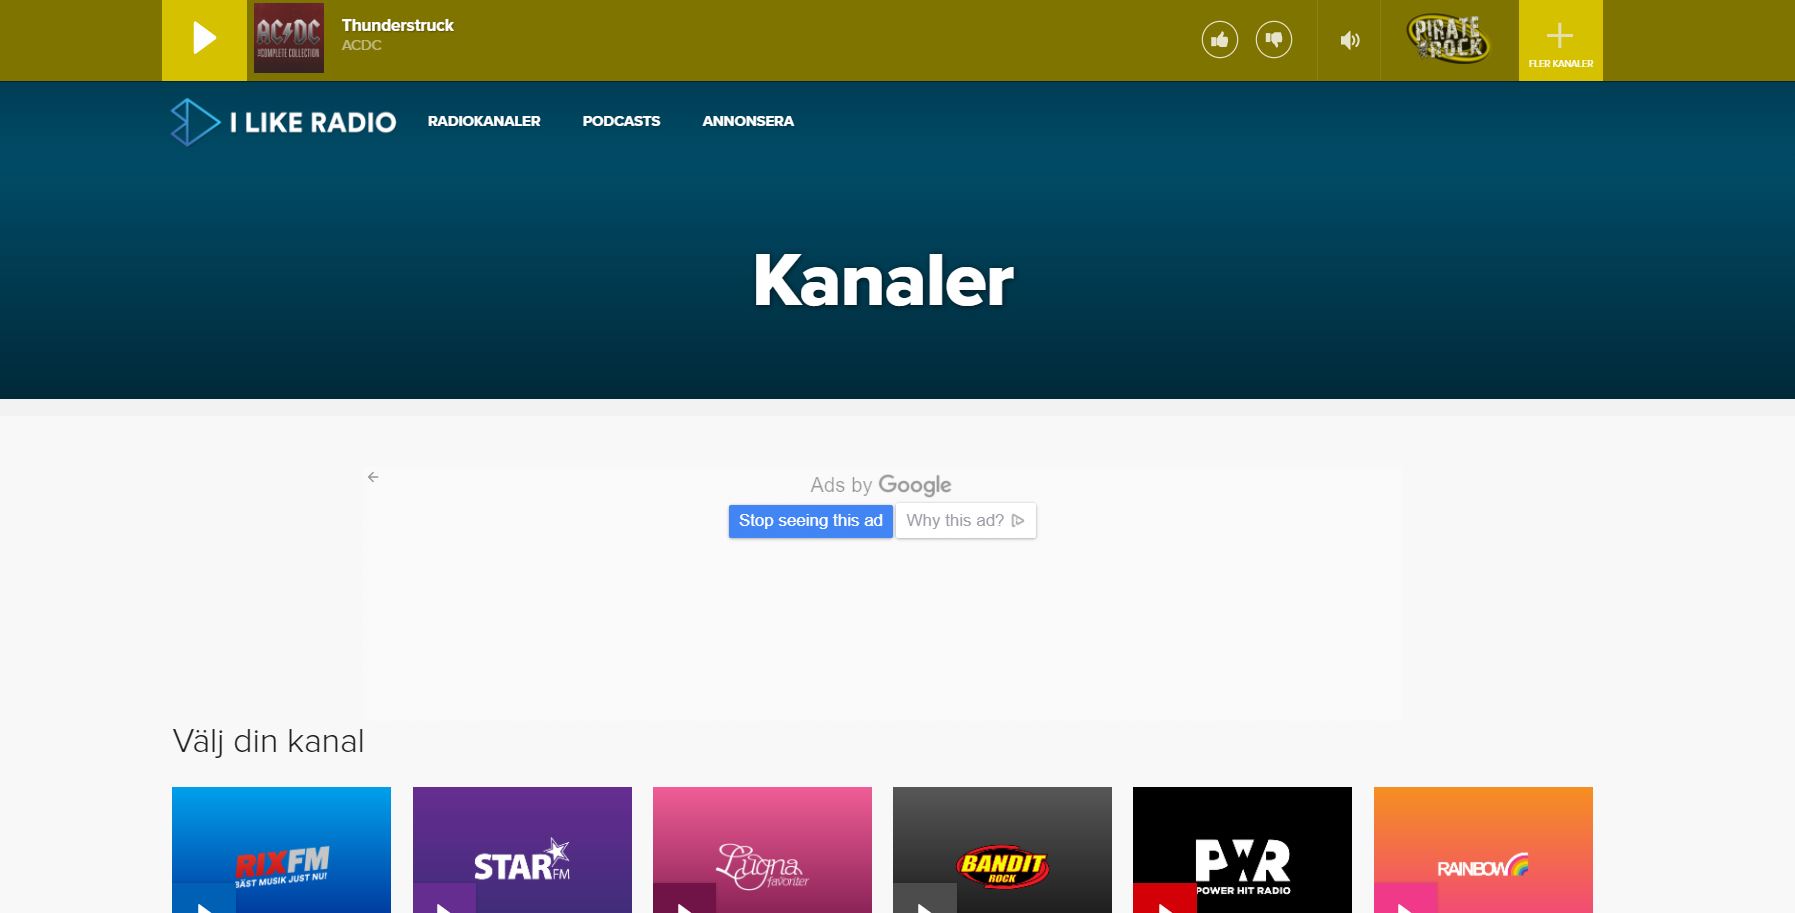 AC/DC
THE COMPLETE COLLECTION
Thunderstruck
ACDC
PIRATE
ROCK
FLER KANALER
I LIKE RADIO
RADIOKANALER
PODCASTS
ANNONSERA
Kanaler
Ads by Google
Stop seeing this ad
Why this ad?
Välj din kanal
RIXFM
BÄST MUSIK JUST NU!
STAR FM
Lugna
favoriter
BANDIT
ROCK
PWR
POWER HIT RADIO
RAINBOW